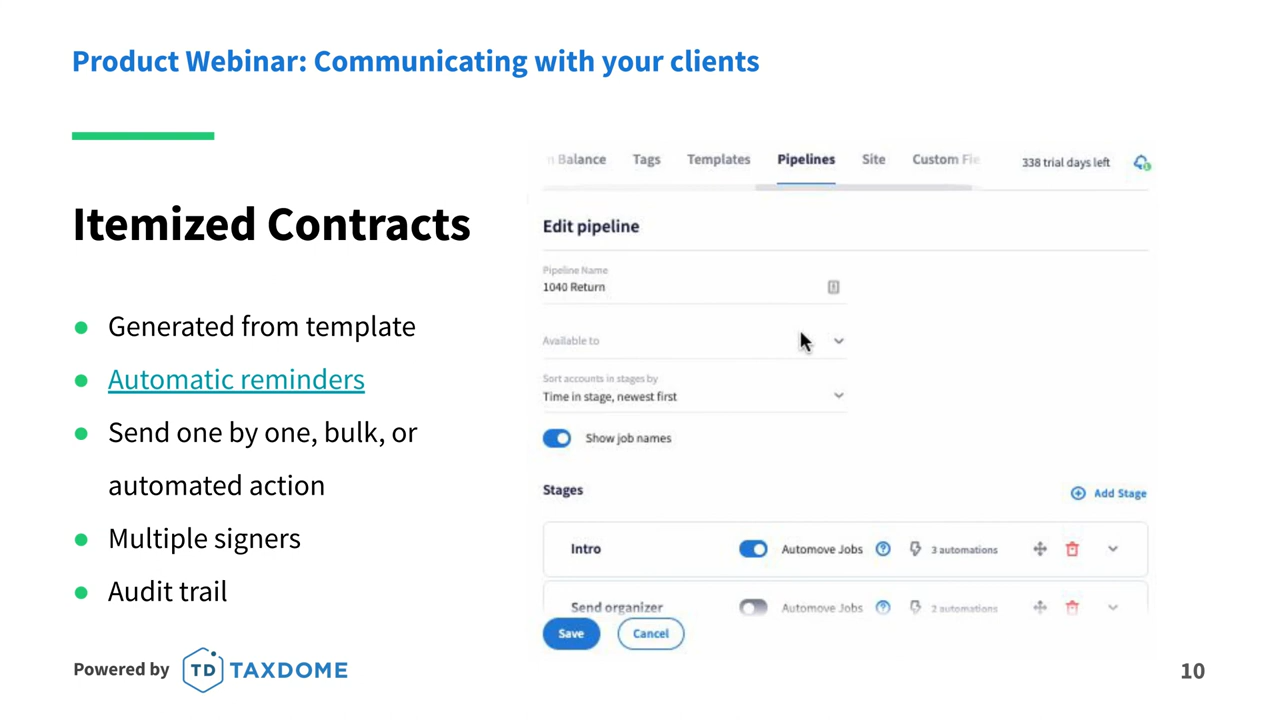 Product Webinar: Communicating with your clients
Itemized Contracts
Generated from template
Automatic reminders
Send one by one, bulk, or
automated action
Multiple signers
Audit trail
Balance Tags Templates Pipelines Site Custom 338 trial days left
Edit pipeline
Pipeline Name
1040 Return
Available to
Sort accounts in stages by
Time in stage, newest first
Show job names
Stages
Add Stage
Intro Automove Jobs ? 3 automations
Send organizer Automove Jobs ? 2 automations
Save Cancel
Powered by TD TAXDOME
10